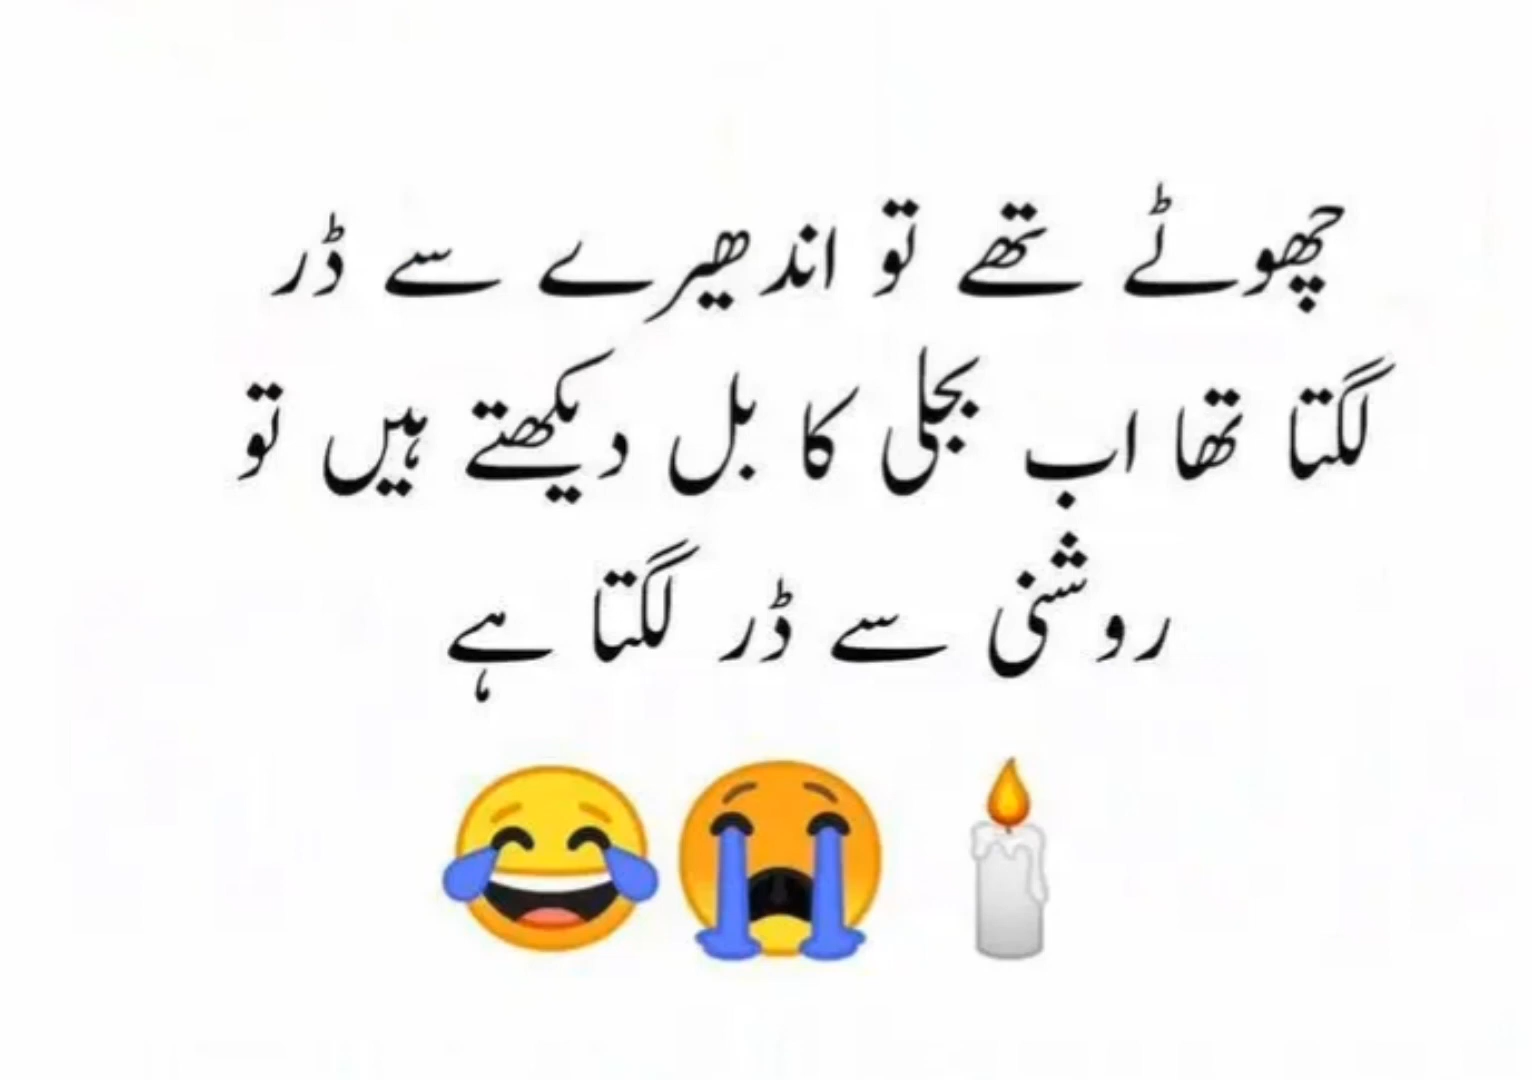 چھوٹے تھے تو اندھیرے سے ڈر
لگتا تھا اب بجلی کا بل دیکھتے ہیں تو
روشنی سے ڈر لگتا ہے
🕯️😭😂